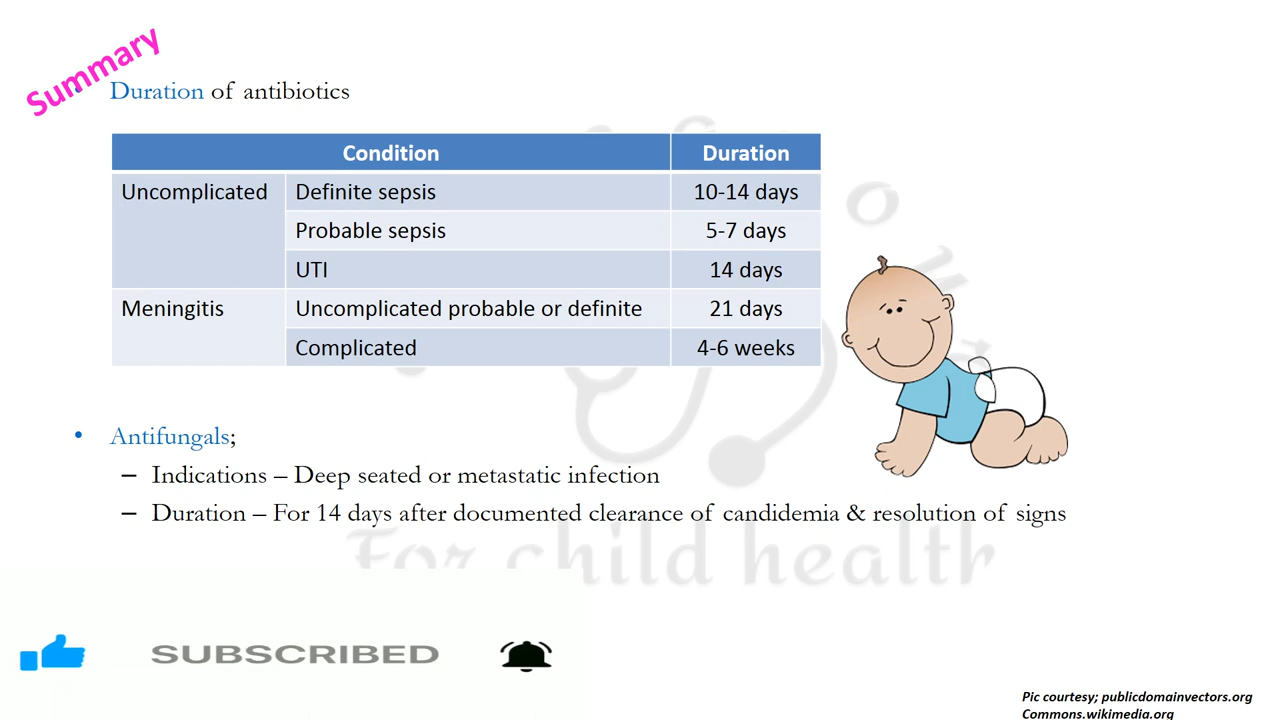 Summary
• Duration of antibiotics
Condition Duration
Uncomplicated Definite sepsis 10-14 days
Probable sepsis 5-7 days
UTI 14 days
Meningitis Uncomplicated probable or definite 21 days
Complicated 4-6 weeks
• Antifungals;
– Indications – Deep seated or metastatic infection
– Duration – For 14 days after documented clearance of candidemia & resolution of signs
For child health
SUBSCRIBED
Pic courtesy; publicdomainvectors.org
Commons.wikimedia.org